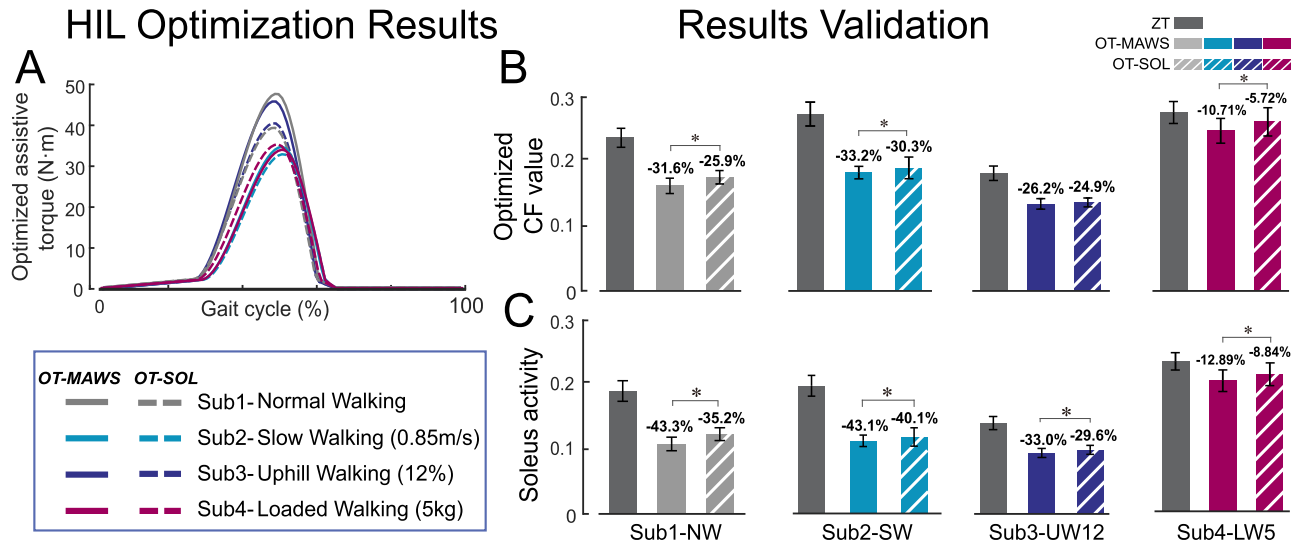 HIL Optimization Results
Results Validation
ZT
OT-MAWS
OT-SOL
A
Optimized assistive
torque (N·m)
50
40
30
20
10
0
0
Gait cycle (%)
100
OT-MAWS OT-SOL
Sub1- Normal Walking
Sub2- Slow Walking (0.85m/s)
Sub3- Uphill Walking (12%)
Sub4- Loaded Walking (5kg)
B
Optimized
CF value
0.3
0.2
0.1
0
-31.6%
*
-25.9%
-33.2%
*
-30.3%
-26.2%
-24.9%
-10.71%
*
-5.72%
C
Soleus activity
0.3
0.2
0.1
0
-43.3%
*
-35.2%
-43.1%
*
-40.1%
-33.0%
*
-29.6%
-12.89%
*
-8.84%
Sub1-NW
Sub2-SW
Sub3-UW12
Sub4-LW5